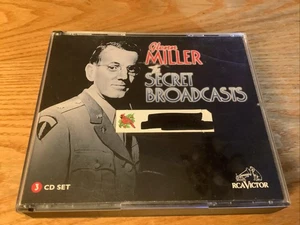 Glenn
MILLER
The
SECRET
BROADCASTS
3 CD SET
RCA VICTOR